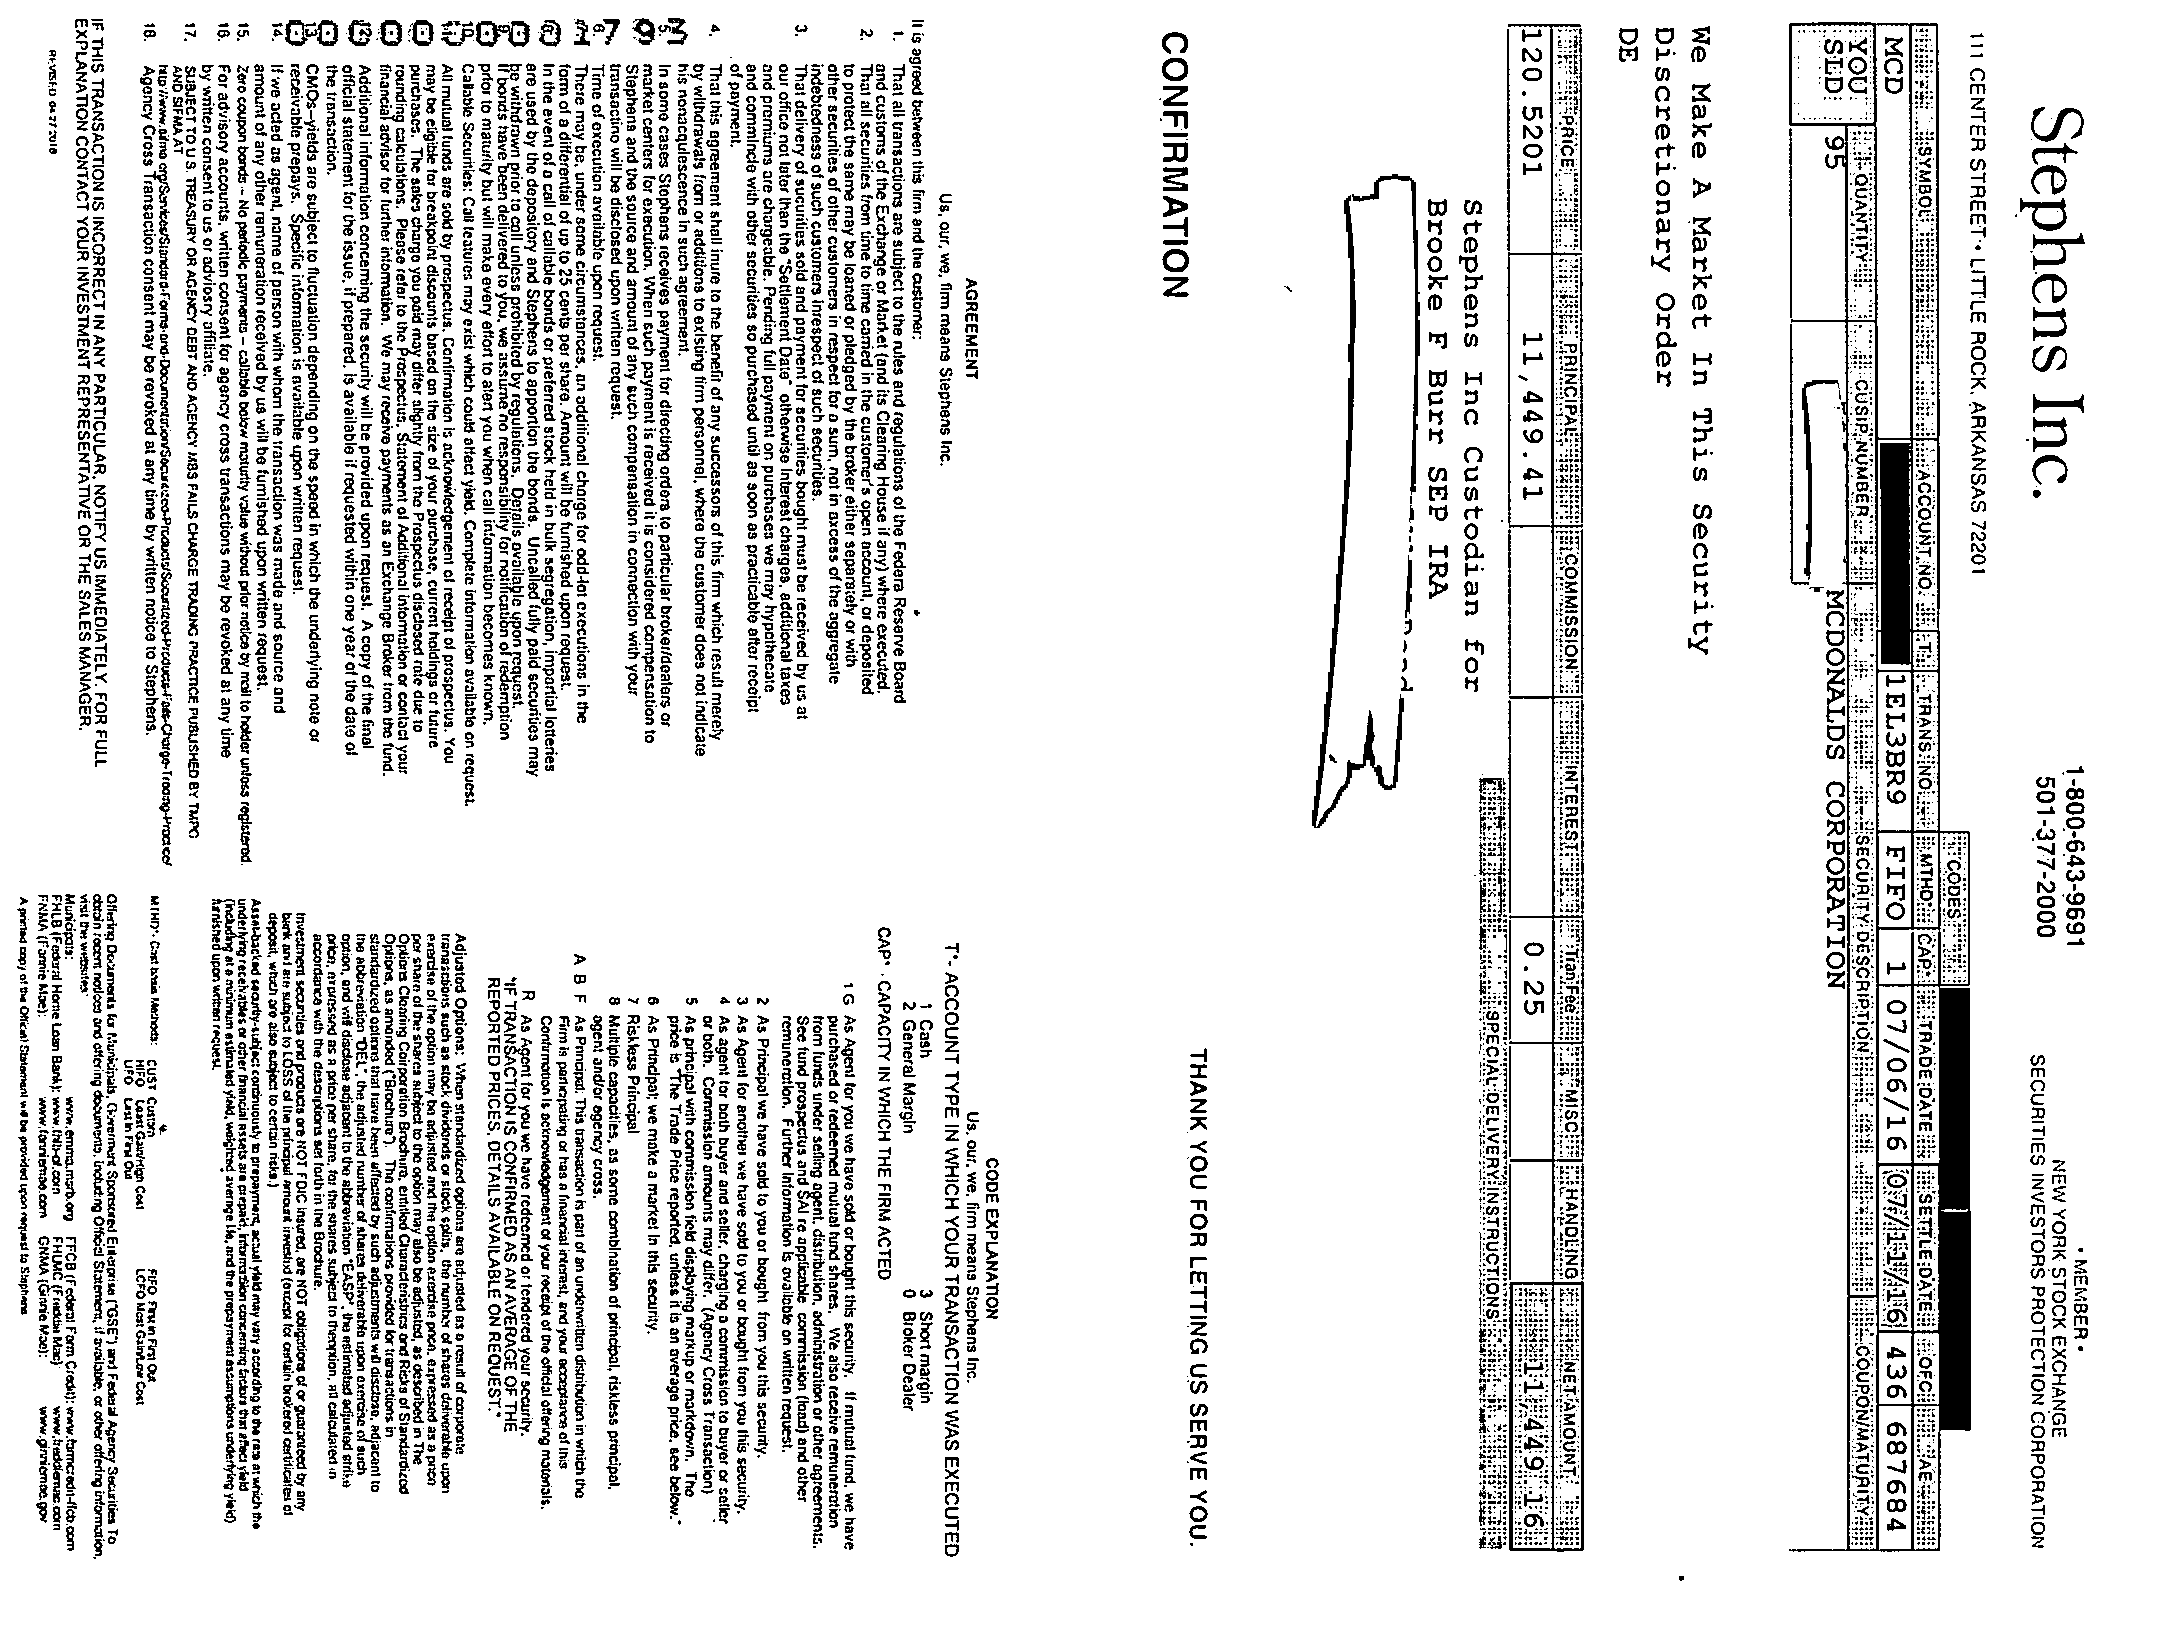 Stephens Inc.
111 CENTER STREET • LITTLE ROCK, ARKANSAS 72201
1-800-643-9691
501-377-2000
• MEMBER •
NEW YORK STOCK EXCHANGE
SECURITIES INVESTORS PROTECTION CORPORATION
CODES
SYMBOL ACCOUNT NO. T. TRANS. NO. MTHD CAP* TRADE DATE SETTLE DATE OFC AE
MCD 1EL3BR9 FIFO 1 07/06/16 07/11/16 436 687684
QUANTITY CUSIP NUMBER SECURITY DESCRIPTION COUPON/MATURITY
YOU
SLD
95 MCDONALDS CORPORATION
We Make A Market In This Security
Discretionary Order
DE
PRICE PRINCIPAL COMMISSION INTEREST Tran Fee MISC HANDLING NET AMOUNT
120.5201 11,449.41 0.25 11,449.16
SPECIAL DELIVERY INSTRUCTIONS
Stephens Inc Custodian for
Brooke F Burr SEP IRA
CONFIRMATION
THANK YOU FOR LETTING US SERVE YOU.
AGREEMENT
Us, our, we, firm means Stephens Inc.
It is agreed between this firm and the customer:
1. That all transactions are subject to the rules and regulations of the Federal Reserve Board
and customs of the Exchange or Market (and its Clearing House if any) where executed.
2. That all securities from time to time carried in the customer's open account, or deposited
to protect the same may be loaned or pledged by the broker either separately or with
other securities of other customers in respect for a sum, not in excess of the aggregate
indebtedness of such customers irrespect of such securities.
3. That delivery of securities sold and payment for securities bought must be received by us at
our office not later than the "Settlement Date" otherwise Interest charges, additional taxes
and premiums are chargeable. Pending full payment on purchases we may hypothecate
and commincle with other securities so purchased until as soon as practicable after receipt
of payment.
4. That this agreement shall inure to the benefit of any successors of this firm which result merely
by withdrawals from or additions to existing firm personnel, where the customer does not indicate
his nonacquiescence in such agreement.
5. In some cases Stephens receives payment for directing orders to particular broker/dealers or
market centers for execution. When such payment is received it is considered compensation to
Stephens and the source and amount of any such compensation in connection with your
transaction will be disclosed upon written request.
6. Time of execution available upon request.
There may be, under some circumstances, an additional charge for odd-lot executions in the
form of a differential of up to 25 cents per share. Amount will be furnished upon request.
In the event of a call of callable bonds or preferred stock held in bulk segregation, impartial lotteries
are used by the depository and Stephens to apportion the bonds. Uncalled fully paid securities may
be withdrawn prior to call unless prohibited by regulations. Details available upon request.
If bonds have been delivered to you, we assume no responsibility for notification of redemption
prior to maturity but will make every effort to alert you when call information becomes known.
10. Callable Securities: Call features may exist which could affect yield. Complete information available on request.
All mutual funds are sold by prospectus. Confirmation is acknowledgement of receipt of prospectus. You
may be eligible for breakpoint discounts based on the size of your purchase, current holdings or future
purchases. The sales charge you paid may differ slightly from the Prospectus disclosed rate due to
rounding calculations. Please refer to the Prospectus, Statement of Additional Information or contact your
financial advisor for further information. We may receive payments as an Exchange Broker from the fund.
Additional information concerning the security will be provided upon request. A copy of the final
official statement for the issue, if prepared, is available if requested within one year of the date of
the transaction.
CMOs–yields are subject to fluctuation depending on the speed in which the underlying note or
receivable prepays. Specific information is available upon written request.
14. If we acted as agent, name of person with whom the transaction was made and source and
amount of any other remuneration received by us will be furnished upon written request.
15. Zero coupon bonds – No periodic payments – callable below maturity value without prior notice by mail to holder unless registered.
16. For advisory accounts, written consent for agency cross transactions may be revoked at any time
by written consent to us or adviosry affiliate.
17. SUBJECT TO U.S. TREASURY OR AGENCY DEBT AND AGENCY MBS FAILS CHARGE TRADING PRACTICE PUBLISHED BY TMPG
AND SIFMA AT
18. Agency Cross Transaction consent may be revoked at any time by written notice to Stephens.
IF THIS TRANSACTION IS INCORRECT IN ANY PARTICULAR, NOTIFY US IMMEDIATELY. FOR FULL
EXPLANATION CONTACT YOUR INVESTMENT REPRESENTATIVE OR THE SALES MANAGER.
REVISED 04-27-2016
CODE EXPLANATION
Us, our, we, firm means Stephens Inc.
T* - ACCOUNT TYPE IN WHICH YOUR TRANSACTION WAS EXECUTED
1 Cash 3 Short margin
2 General Margin 0 Broker Dealer
CAP* - CAPACITY IN WHICH THE FIRM ACTED
1 G As Agent for you we have sold or bought this security. If mutual fund, we have
purchased or redeemed mutual fund shares. We also receive remuneration
from funds under selling agent, distribution, administration or other agreements.
See fund prospectus and SAI re applicable commission (load) and other
remuneration. Further Information is available on written request.
2 As Principal we have sold to you or bought from you this security.
3 As Agent for another we have sold to you or bought from you this security.
4 As agent for both buyer and seller, charging a commission to buyer or seller
or both. Commission amounts may differ. (Agency Cross Transaction)
5 As principal with commission field displaying markup or markdown. The
price is "The Trade Price reported, unless it is an average price, see below."
6 As Principal; we make a market in this security.
7 Riskless Principal
8 Multiple capacities, as some combination of principal, riskless principal,
agent and/or agency cross.
A B F As Principal. This transaction is part of an underwritten distribution in which the
Firm is participating or has a financial interest, and your acceptance of this
Confirmation is acknowledgement of your receipt of the official offering materials.
R As Agent for you we have redeemed or tendered your security.
"IF TRANSACTION IS CONFIRMED AS AN AVERAGE OF THE
REPORTED PRICES, DETAILS AVAILABLE ON REQUEST."
Adjusted Options: When standardized options are adjusted as a result of corporate
transactions such as stock dividends or stock splits, the number of shares deliverable upon
exercise of the option may be adjusted and the option exercise price, expressed as a price
per share of the shares subject to the option may also be adjusted, as described in The
Options Clearing Corporation Brochure, entitled Characteristics and Risks of Standardized
Options, as amended ("Brochure"). The confirmations provided for transactions in
standardized options that have been affected by such adjustments will disclose, adjacent to
the abbreviation "DEL", the adjusted number of shares deliverable upon exercise of such
option, and will disclose adjacent to the abbreviation "EASP", the estimated adjusted strike
price, expressed as a price per share, for the shares subject to theoption, all calculated in
accordance with the descriptions set forth in the Brochure.
Investment securities and products are NOT FDIC insured, are NOT obligations of or guaranteed by any
bank and are subject to LOSS of the principal amount invested (except for certain brokered certificates of
deposit, which are also subject to certain risks.)
Asset-backed security-subject continuously to prepayment, actual yield may vary according to the rate at which the
underlying receivables or other financial assets are prepaid, information concerning factors that affect yield
(including at a minimum estimated yield, weighted average life, and the prepayment assumptions underlying yield)
furnished upon written request.
MTHD* - Cost basis Methods: CUST Custom FIFO First in First Out
HIFO Least Gain/High Cost LCFO Most Gain/Low Cost
LIFO Last In First Out
Offering Documents for Municipals, Government Sponsored Enterprise ("GSE") and Federal Agency Securities To
obtain recent notices and offering documents, including Official Statement, if available, or other offering information,
visit the websites:
Municipals: www.emma.msrb.org FFCB (Federal Farm Credit): www.farmcredit-ffcb.com
FHLB (Federal Home Loan Bank): www.fhlb-of.com FHLMC (Freddie Mac) www.freddiemac.com
FNMA (Fannie Mae): www.fanniemae.com GNMA (Ginnie Mae): www.ginniemae.gov
A printed copy of the Official Statement will be provided upon request to Stephens